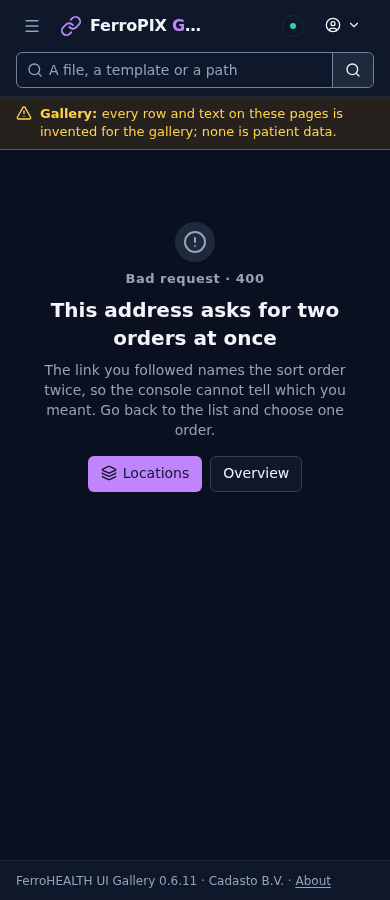 FerroPIX G...
A file, a template or a path
Gallery: every row and text on these pages is
invented for the gallery; none is patient data.
Bad request · 400
This address asks for two
orders at once
The link you followed names the sort order
twice, so the console cannot tell which you
meant. Go back to the list and choose one
order.
Locations
Overview
FerroHEALTH UI Gallery 0.6.11 · Cadasto B.V. · About